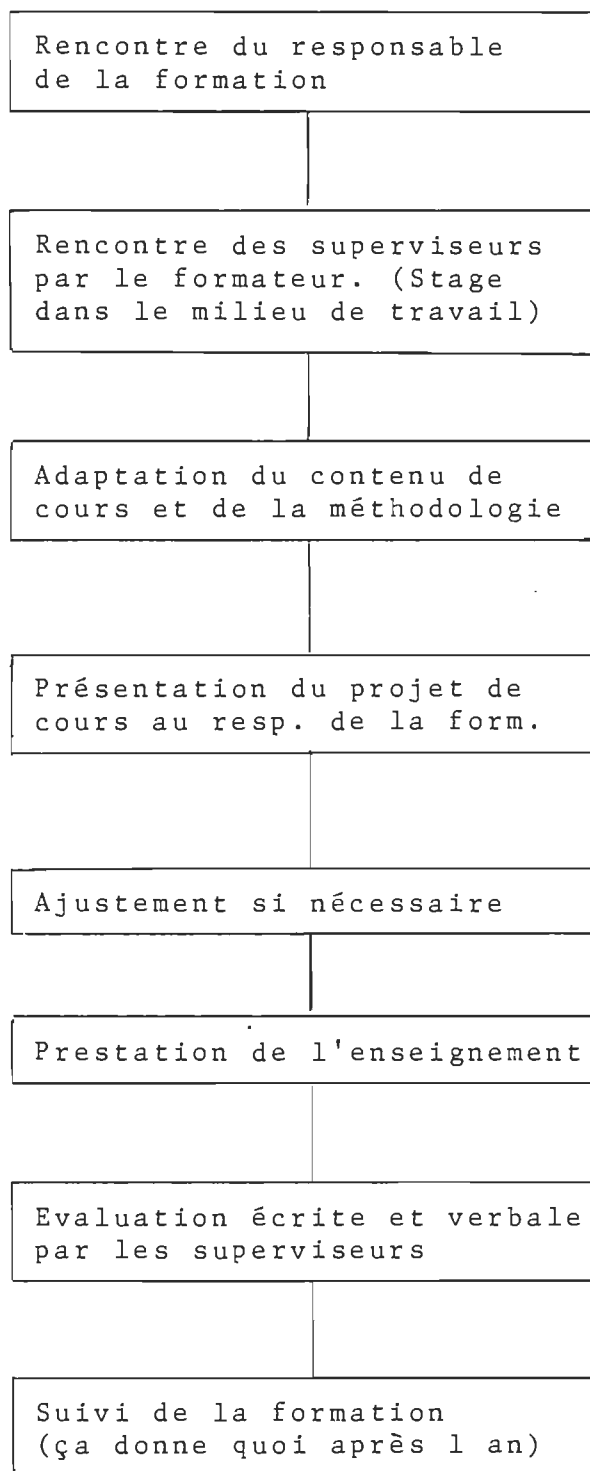 Rencontre du responsable
de la formation
Rencontre des superviseurs
par le formateur. (Stage
dans le milieu de travail)
Adaptation du contenu de
cours et de la méthodologie
Présentation du projet de
cours au resp. de la form.
Ajustement si nécessaire
Prestation de l'enseignement
Evaluation écrite et verbale
par les superviseurs
Suivi de la formation
(ça donne quoi après 1 an)